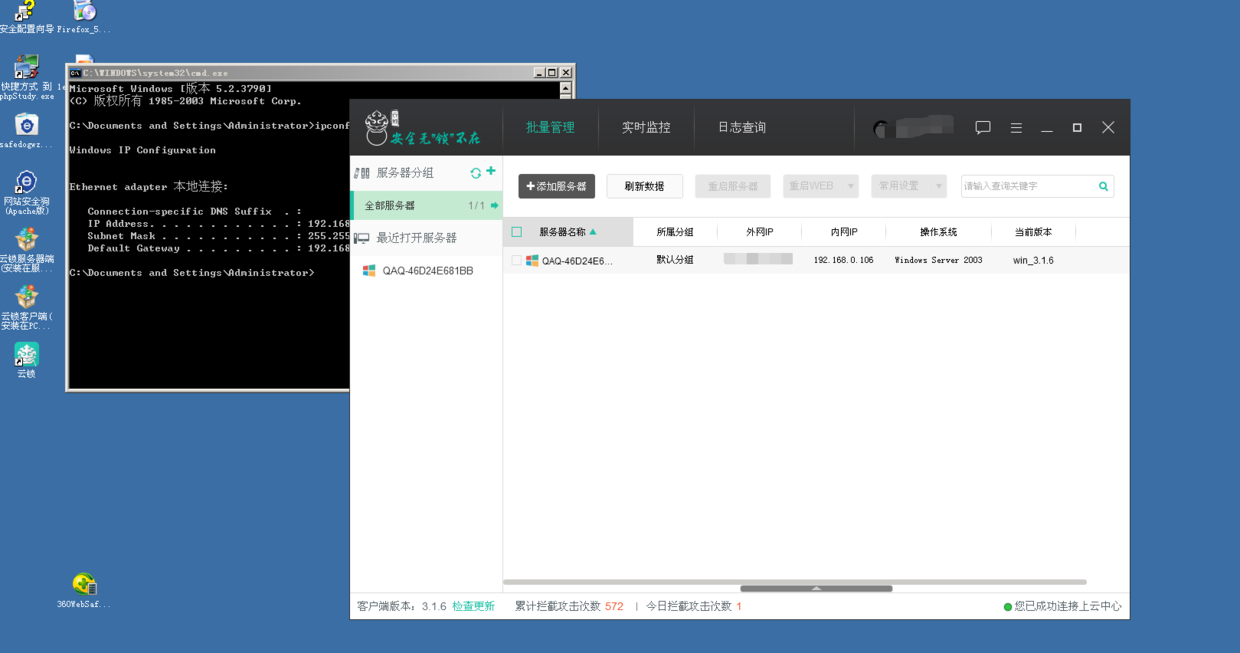 安全配置向导
Firefox_5...
快捷方式 到
phpStudy.exe
safedogwz...
网站安全狗
(Apache版)
云锁服务器端
(安装在服...
云锁客户端(
安装在PC...
云锁
360WebSaf...
C:\WINDOWS\system32\cmd.exe
Microsoft Windows [版本 5.2.3790]
(C) 版权所有 1985-2003 Microsoft Corp.
C:\Documents and Settings\Administrator>ipconf
Windows IP Configuration
Ethernet adapter 本地连接:
Connection-specific DNS Suffix . :
IP Address. . . . . . . . . . . . : 192.168
Subnet Mask . . . . . . . . . . . : 255.255
Default Gateway . . . . . . . . . : 192.168
C:\Documents and Settings\Administrator>
安全无"锁"不在
批量管理
实时监控
日志查询
服务器分组
全部服务器 1/1
最近打开服务器
QAQ-46D24E681BB
添加服务器
刷新数据
重启服务器
重启WEB
常用设置
请输入查询关键字
服务器名称 所属分组 外网IP 内网IP 操作系统 当前版本
QAQ-46D24E6... 默认分组 192.168.0.106 Windows Server 2003 win_3.1.6
客户端版本: 3.1.6 检查更新 累计拦截攻击次数 572 | 今日拦截攻击次数 1 您已成功连接上云中心